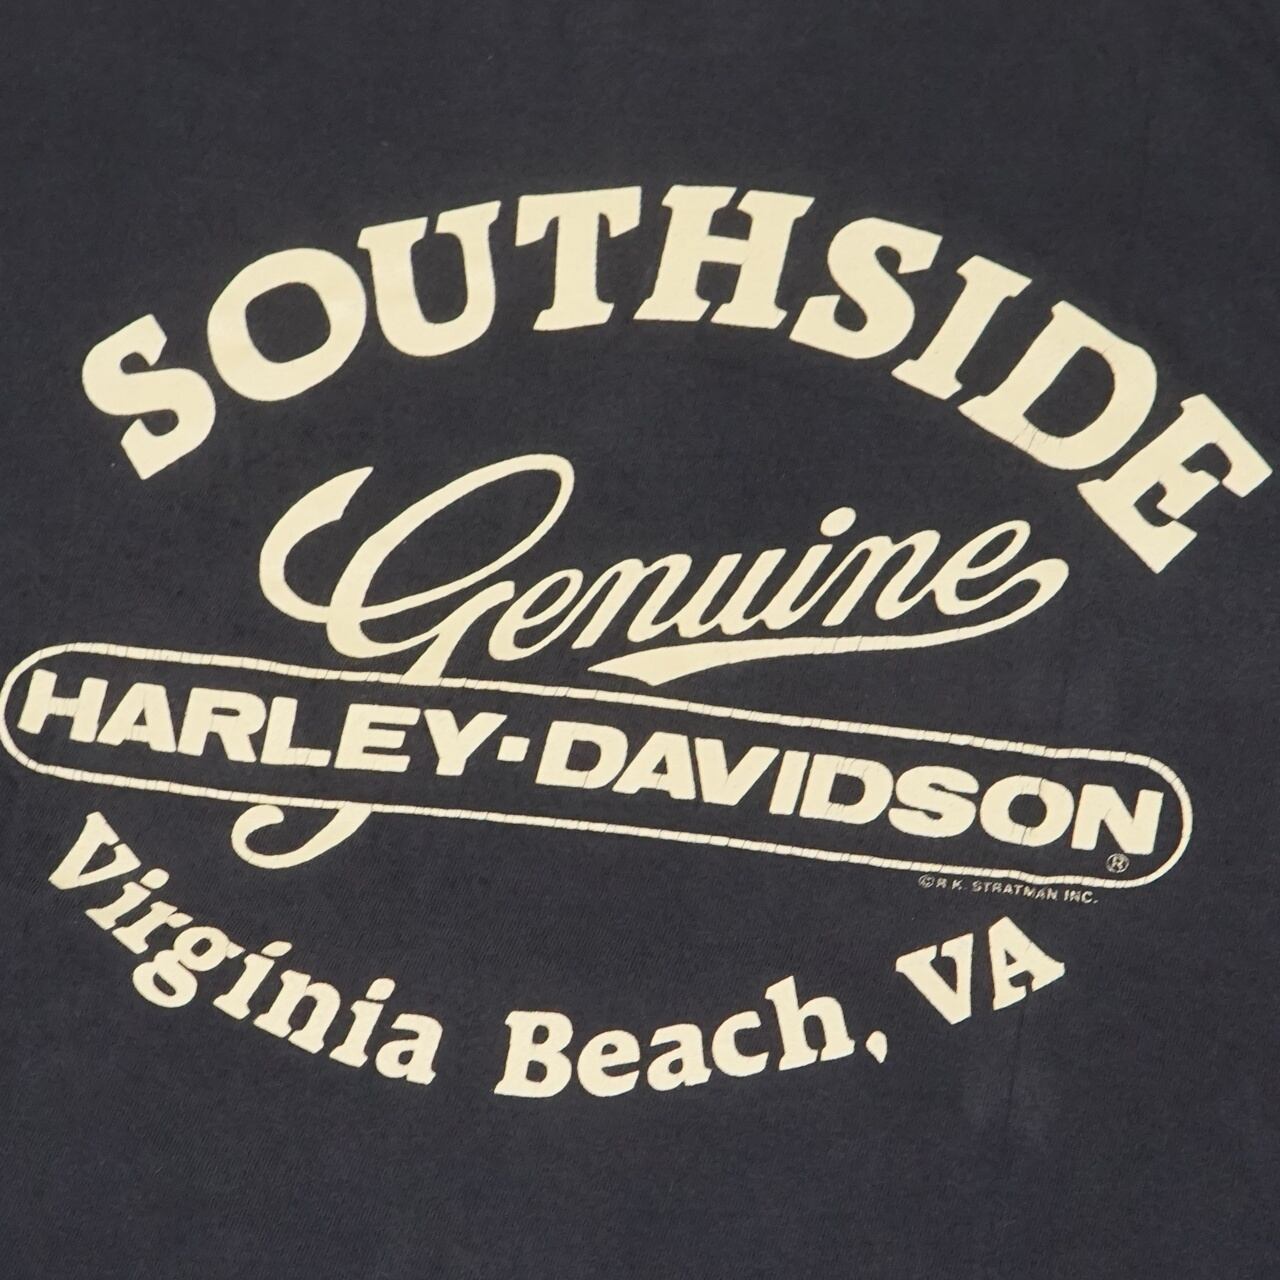 SOUTHSIDE
Genuine
HARLEY-DAVIDSON
®
©R.K. STRATMAN INC.
Virginia Beach, VA